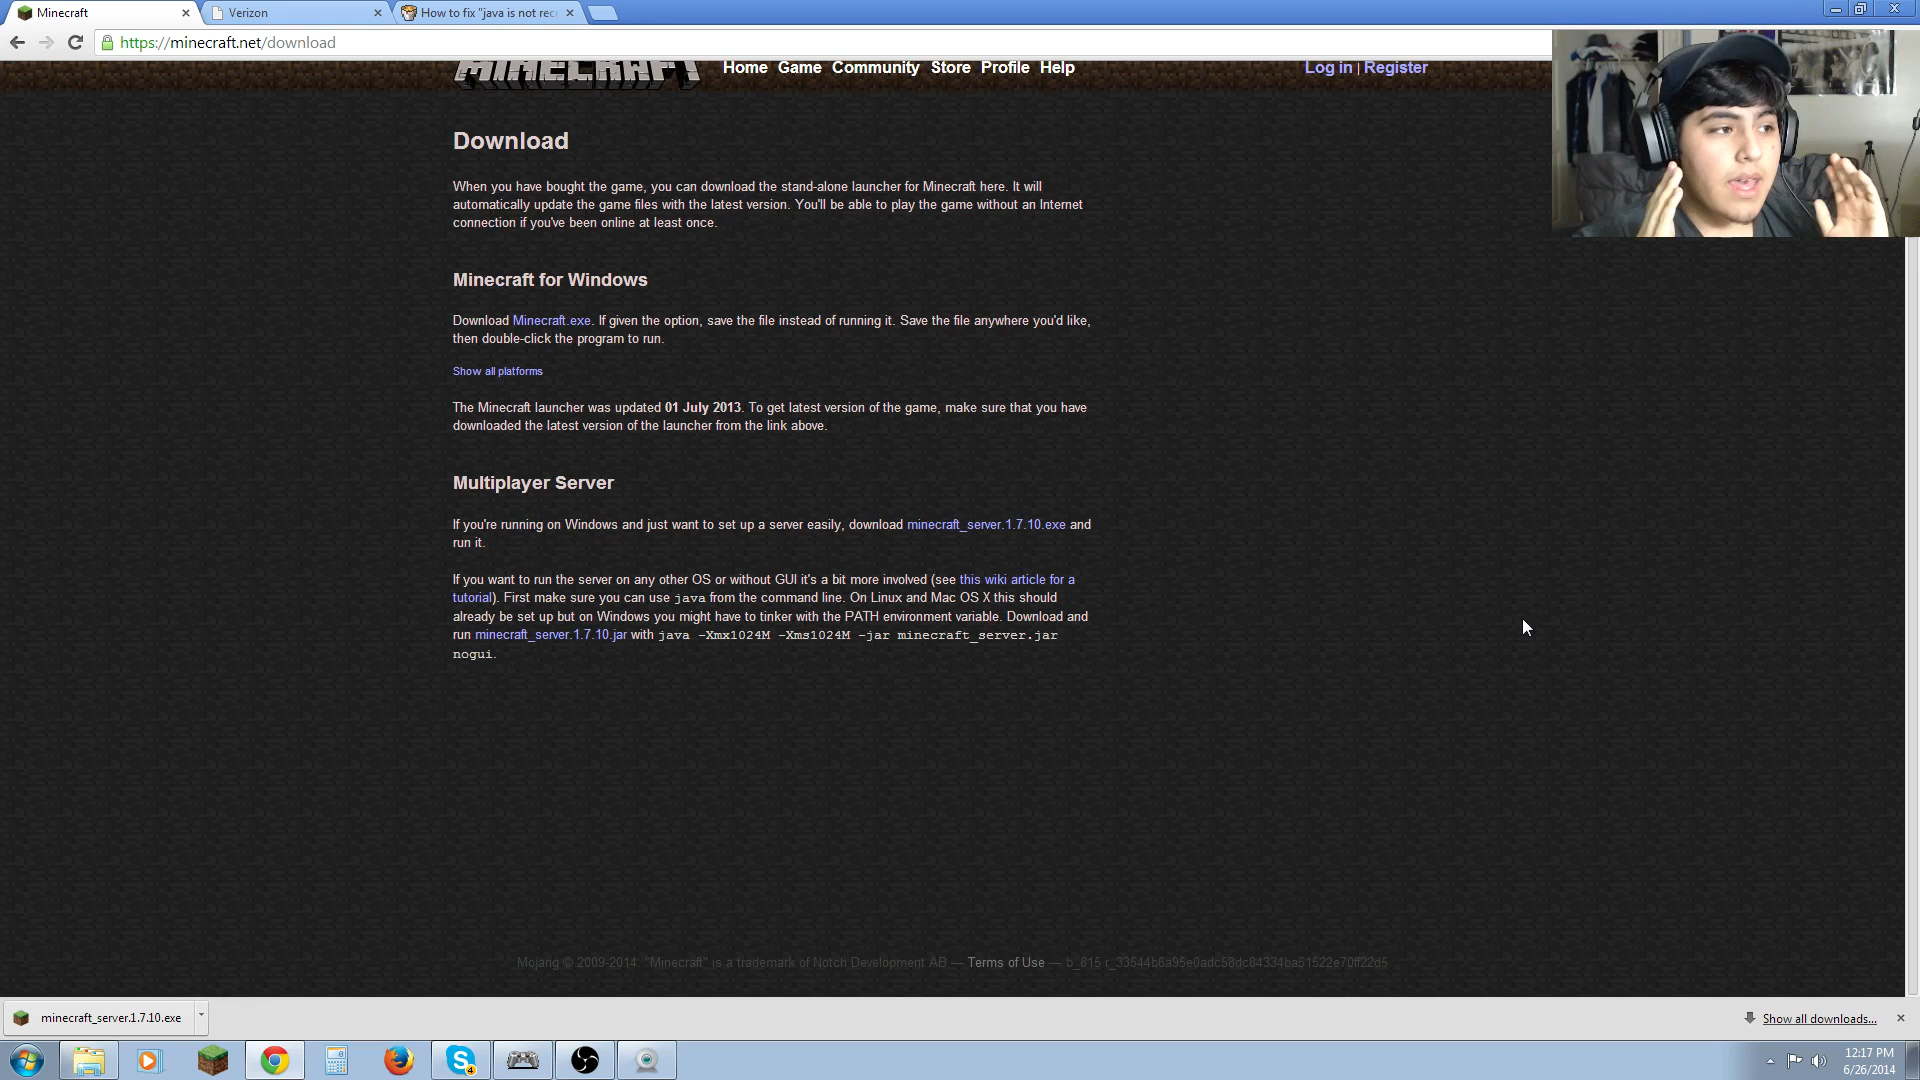 Minecraft
Verizon
How to fix "java is not rec
https://minecraft.net/download
MINECRAFT
Home Game Community Store Profile Help
Log in | Register
Download
When you have bought the game, you can download the stand-alone launcher for Minecraft here. It will
automatically update the game files with the latest version. You'll be able to play the game without an Internet
connection if you've been online at least once.
Minecraft for Windows
Download Minecraft.exe. If given the option, save the file instead of running it. Save the file anywhere you'd like,
then double-click the program to run.
Show all platforms
The Minecraft launcher was updated 01 July 2013. To get latest version of the game, make sure that you have
downloaded the latest version of the launcher from the link above.
Multiplayer Server
If you're running on Windows and just want to set up a server easily, download minecraft_server.1.7.10.exe and
run it.
If you want to run the server on any other OS or without GUI it's a bit more involved (see this wiki article for a
tutorial). First make sure you can use java from the command line. On Linux and Mac OS X this should
already be set up but on Windows you might have to tinker with the PATH environment variable. Download and
run minecraft_server.1.7.10.jar with java -Xmx1024M -Xms1024M -jar minecraft_server.jar
nogui.
Mojang © 2009-2014. "Minecraft" is a trademark of Notch Development AB — Terms of Use — b_815 r_33544b6a95e0adc58dc84334ba51522e70ff22d5
minecraft_server.1.7.10.exe
Show all downloads...
4
12:17 PM
6/26/2014